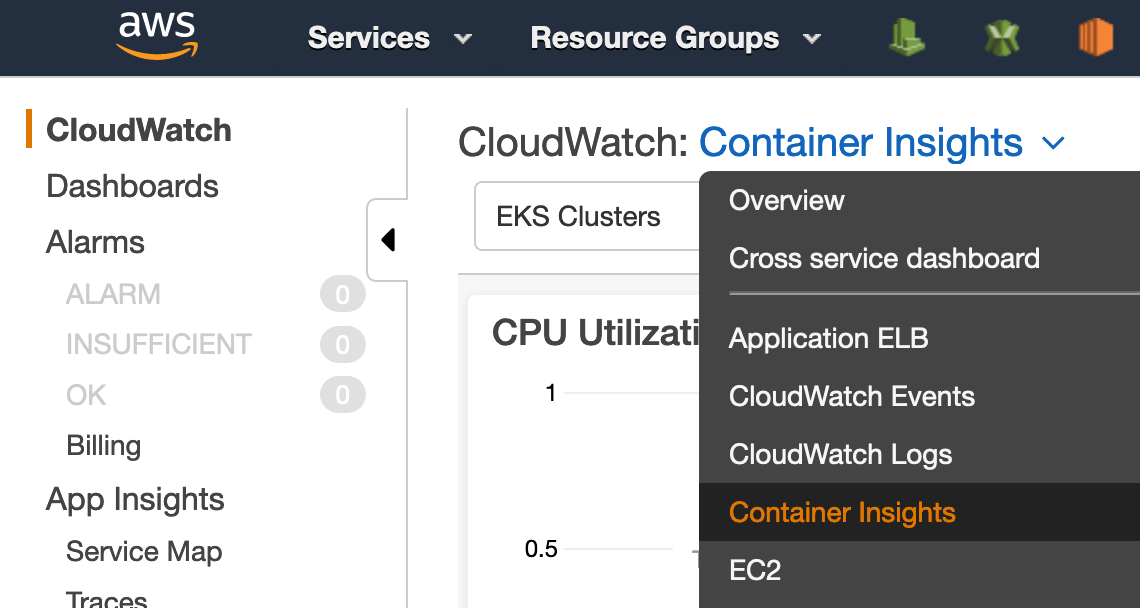 aws
Services
Resource Groups
CloudWatch
Dashboards
Alarms
ALARM 0
INSUFFICIENT 0
OK 0
Billing
App Insights
Service Map
Traces
CloudWatch: Container Insights
EKS Clusters
CPU Utilizati
1
0.5
Overview
Cross service dashboard
Application ELB
CloudWatch Events
CloudWatch Logs
Container Insights
EC2